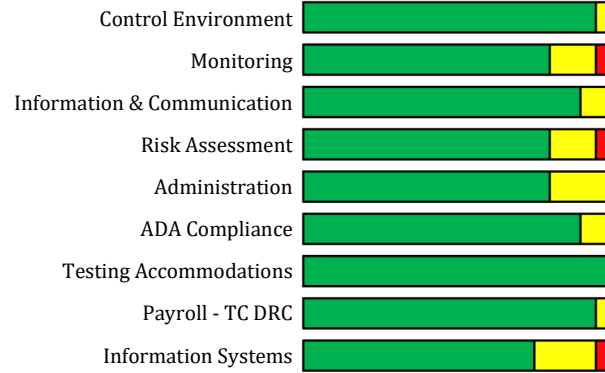 Control Environment
Monitoring
Information & Communication
Risk Assessment
Administration
ADA Compliance
Testing Accommodations
Payroll - TC DRC
Information Systems